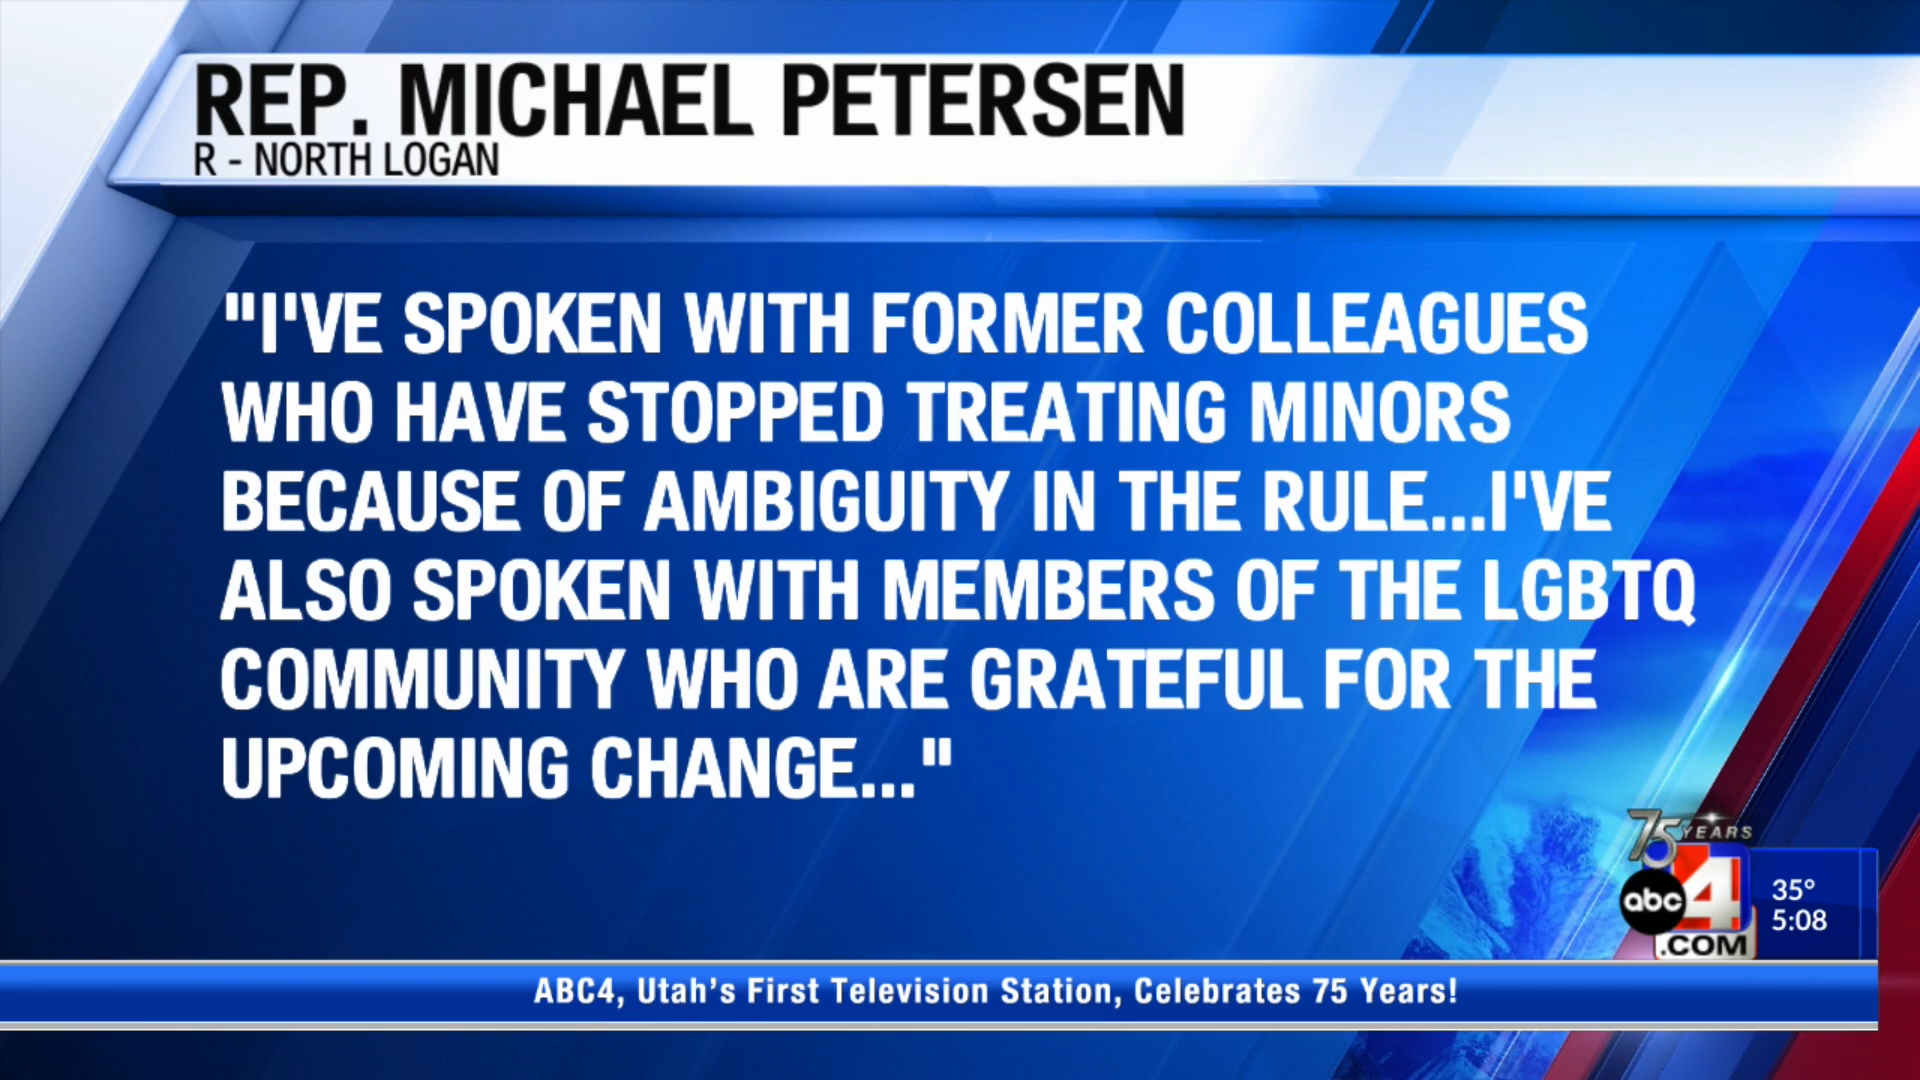 REP. MICHAEL PETERSEN
R - NORTH LOGAN
"I'VE SPOKEN WITH FORMER COLLEAGUES
WHO HAVE STOPPED TREATING MINORS
BECAUSE OF AMBIGUITY IN THE RULE...I'VE
ALSO SPOKEN WITH MEMBERS OF THE LGBTQ
COMMUNITY WHO ARE GRATEFUL FOR THE
UPCOMING CHANGE..."
75 YEARS
abc 4
.COM
35°
5:08
ABC4, Utah's First Television Station, Celebrates 75 Years!